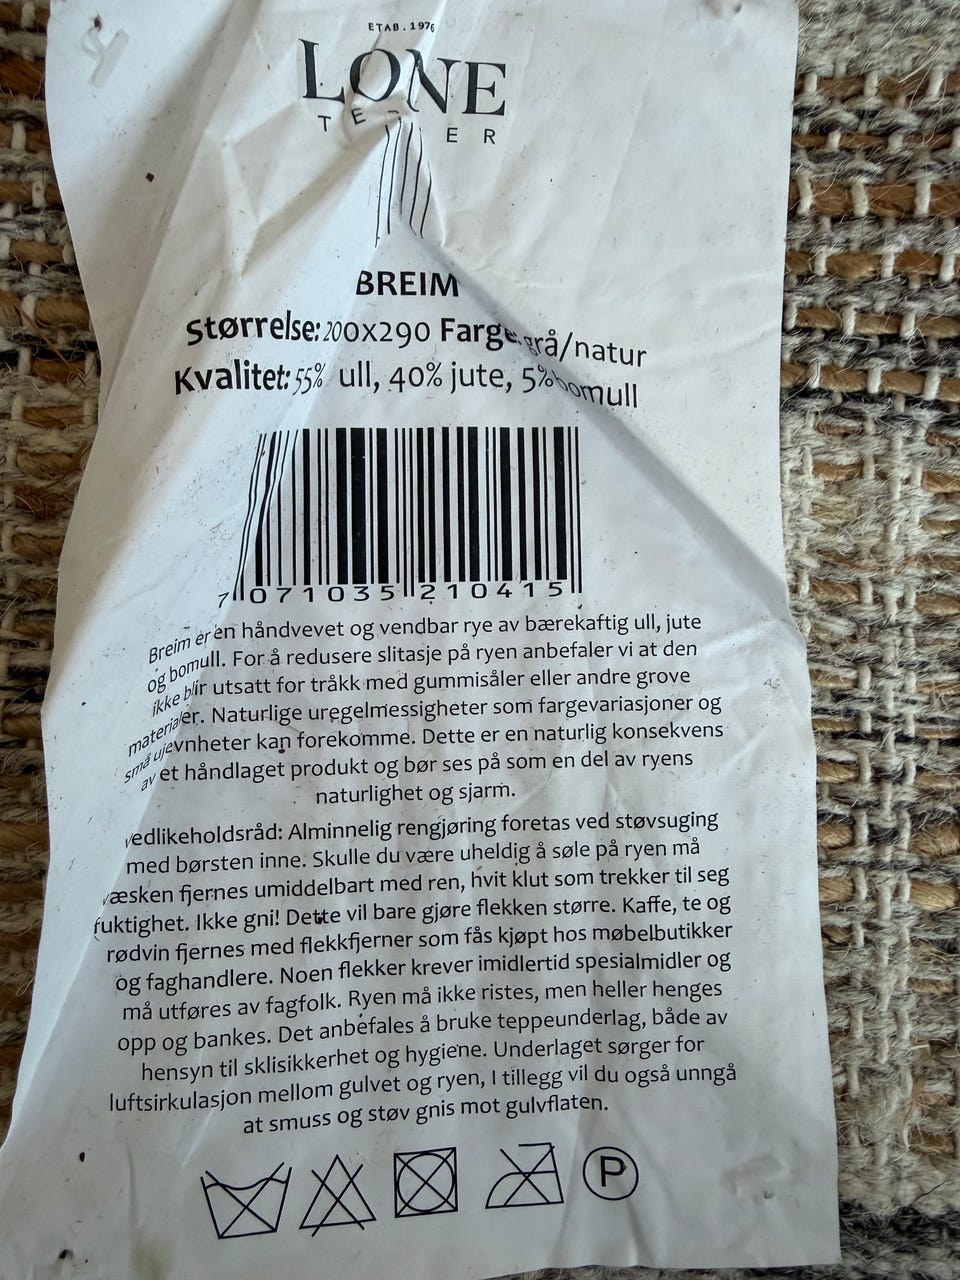 ETAB. 1976
LONE
TEPPER
BREIM
Størrelse: 200x290 Farge: grå/natur
Kvalitet: 55% ull, 40% jute, 5% bomull
7 071035 210415
Breim er en håndvevet og vendbar rye av bærekaftig ull, jute
og bomull. For å redusere slitasje på ryen anbefaler vi at den
ikke blir utsatt for tråkk med gummisåler eller andre grove
materialer. Naturlige uregelmessigheter som fargevariasjoner og
små ujevnheter kan forekomme. Dette er en naturlig konsekvens
av et håndlaget produkt og bør ses på som en del av ryens
naturlighet og sjarm.
Vedlikeholdsråd: Alminnelig rengjøring foretas ved støvsuging
med børsten inne. Skulle du være uheldig å søle på ryen må
væsken fjernes umiddelbart med ren, hvit klut som trekker til seg
fuktighet. Ikke gni! Dette vil bare gjøre flekken større. Kaffe, te og
rødvin fjernes med flekkfjerner som fås kjøpt hos møbelbutikker
og faghandlere. Noen flekker krever imidlertid spesialmidler og
må utføres av fagfolk. Ryen må ikke ristes, men heller henges
opp og bankes. Det anbefales å bruke teppeunderlag, både av
hensyn til sklisikkerhet og hygiene. Underlaget sørger for
luftsirkulasjon mellom gulvet og ryen, I tillegg vil du også unngå
at smuss og støv gnis mot gulvflaten.
P